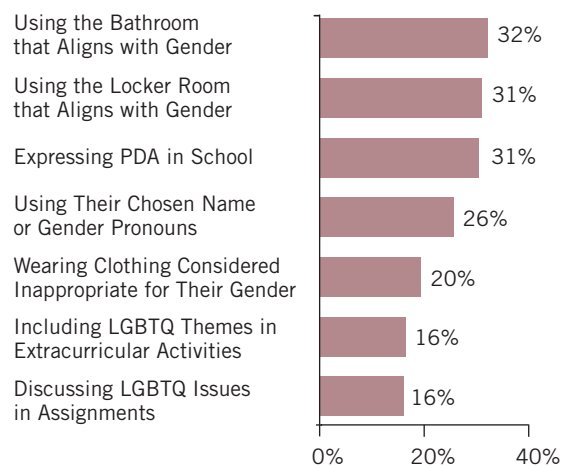 Using the Bathroom
that Aligns with Gender
32%
Using the Locker Room
that Aligns with Gender
31%
Expressing PDA in School
31%
Using Their Chosen Name
or Gender Pronouns
26%
Wearing Clothing Considered
Inappropriate for Their Gender
20%
Including LGBTQ Themes in
Extracurricular Activities
16%
Discussing LGBTQ Issues
in Assignments
16%
0% 20% 40%